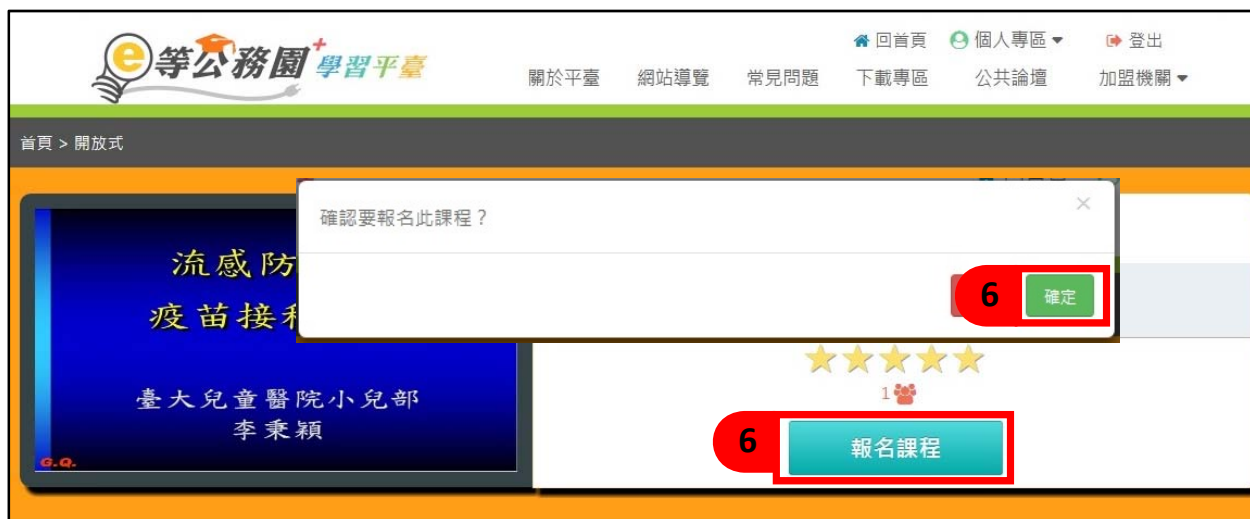 e等公務園+學習平臺
回首頁 個人專區 登出
關於平臺 網站導覽 常見問題 下載專區 公共論壇 加盟機關
首頁 > 開放式
確認要報名此課程？
×
6 確定
流感防
疫苗接
臺大兒童醫院小兒部
李秉穎
G.Q.
1
6 報名課程